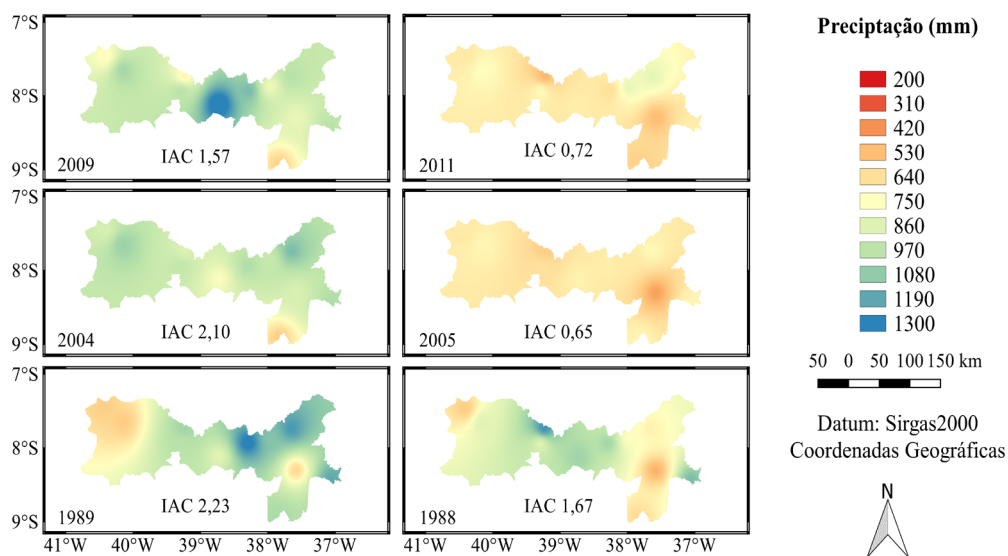 7°S
8°S
9°S
2009
IAC 1,57
2011
IAC 0,72
7°S
8°S
9°S
2004
IAC 2,10
2005
IAC 0,65
7°S
8°S
9°S
1989
IAC 2,23
1988
IAC 1,67
41°W 40°W 39°W 38°W 37°W
41°W 40°W 39°W 38°W 37°W
Preciptação (mm)
200
310
420
530
640
750
860
970
1080
1190
1300
50 0 50 100 150 km
Datum: Sirgas2000
Coordenadas Geográficas
N